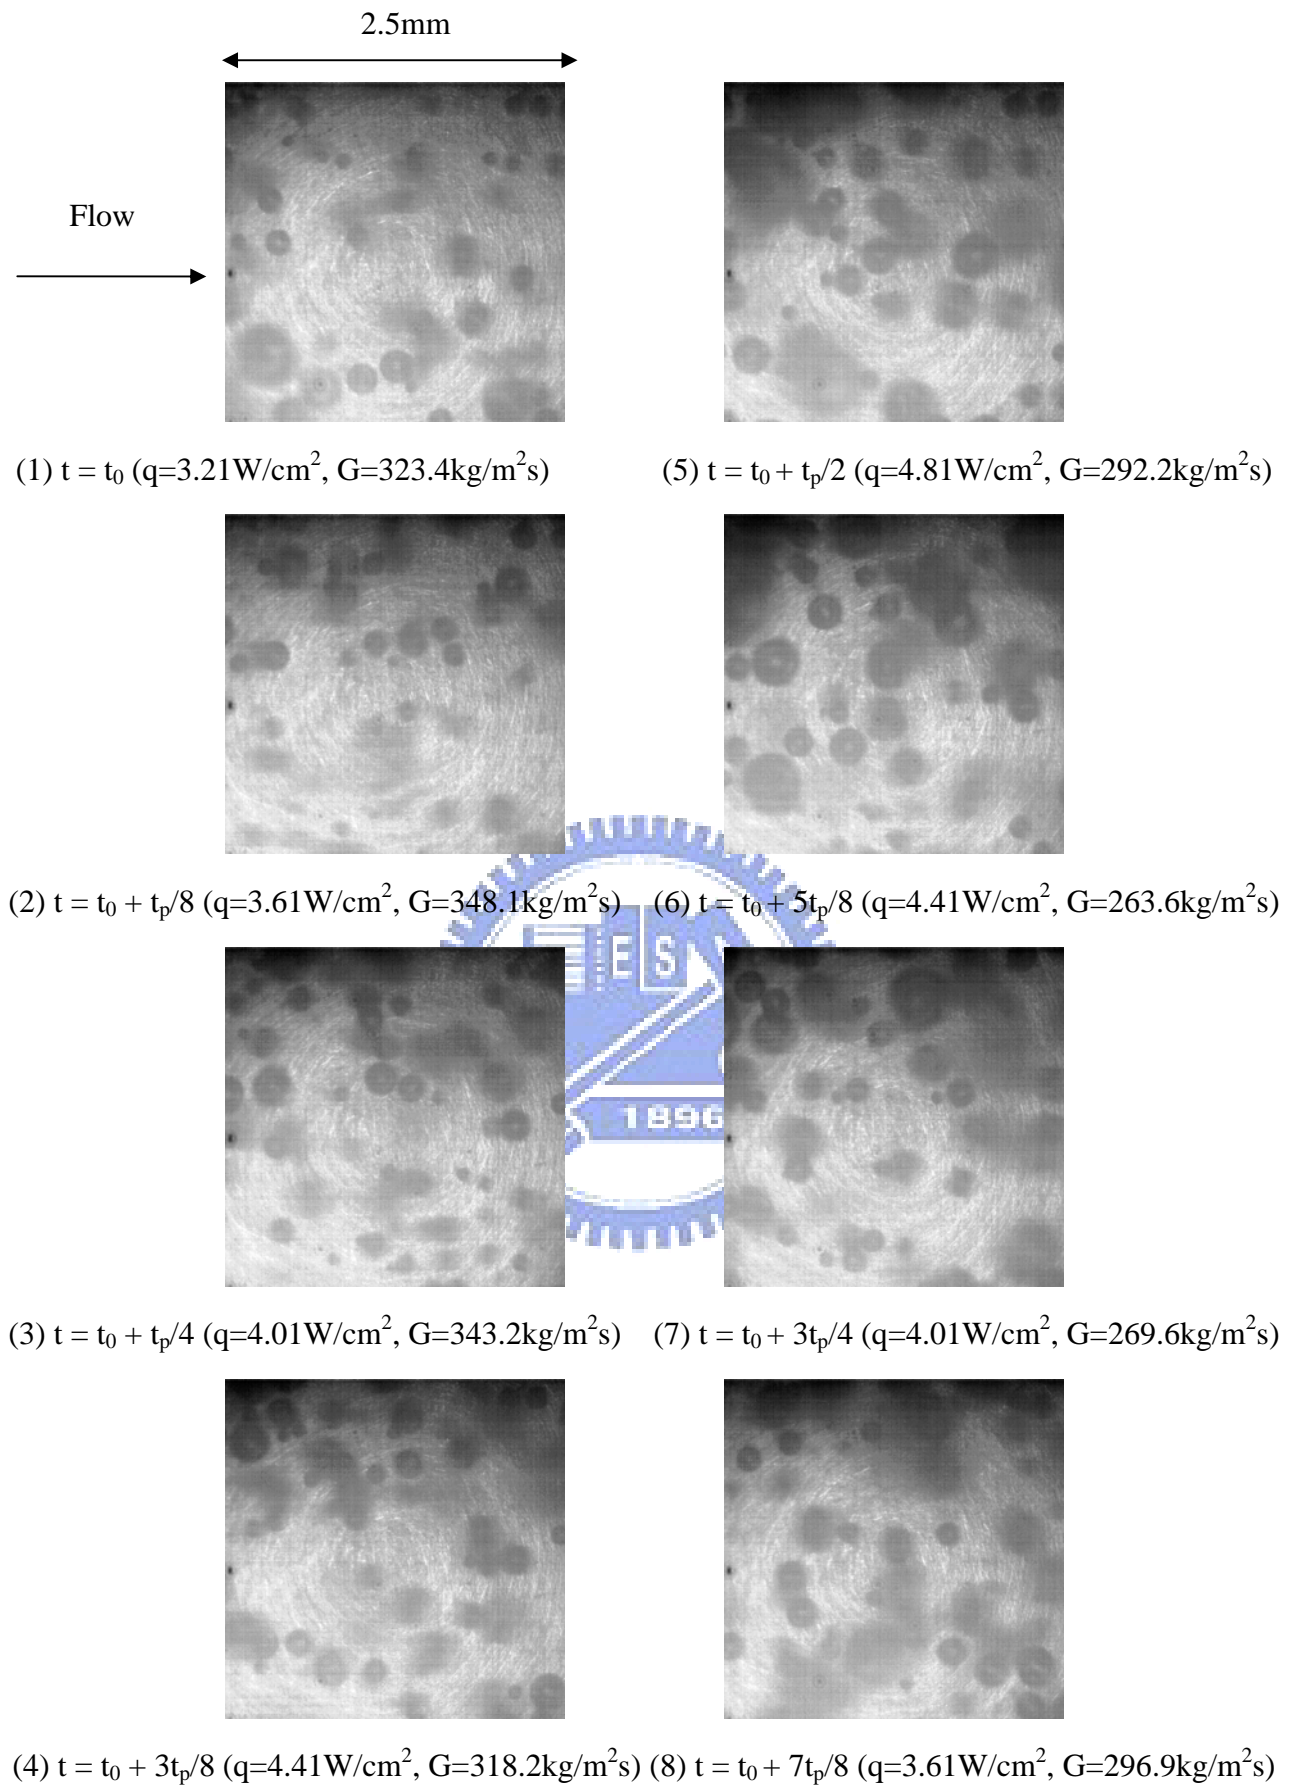 2.5mm
Flow
(1) t = t₀ (q=3.21W/cm², G=323.4kg/m²s)
(5) t = t₀ + tₚ/2 (q=4.81W/cm², G=292.2kg/m²s)
(2) t = t₀ + tₚ/8 (q=3.61W/cm², G=348.1kg/m²s)
(6) t = t₀ + 5tₚ/8 (q=4.41W/cm², G=263.6kg/m²s)
ES
1896
(3) t = t₀ + tₚ/4 (q=4.01W/cm², G=343.2kg/m²s)
(7) t = t₀ + 3tₚ/4 (q=4.01W/cm², G=269.6kg/m²s)
(4) t = t₀ + 3tₚ/8 (q=4.41W/cm², G=318.2kg/m²s)
(8) t = t₀ + 7tₚ/8 (q=3.61W/cm², G=296.9kg/m²s)